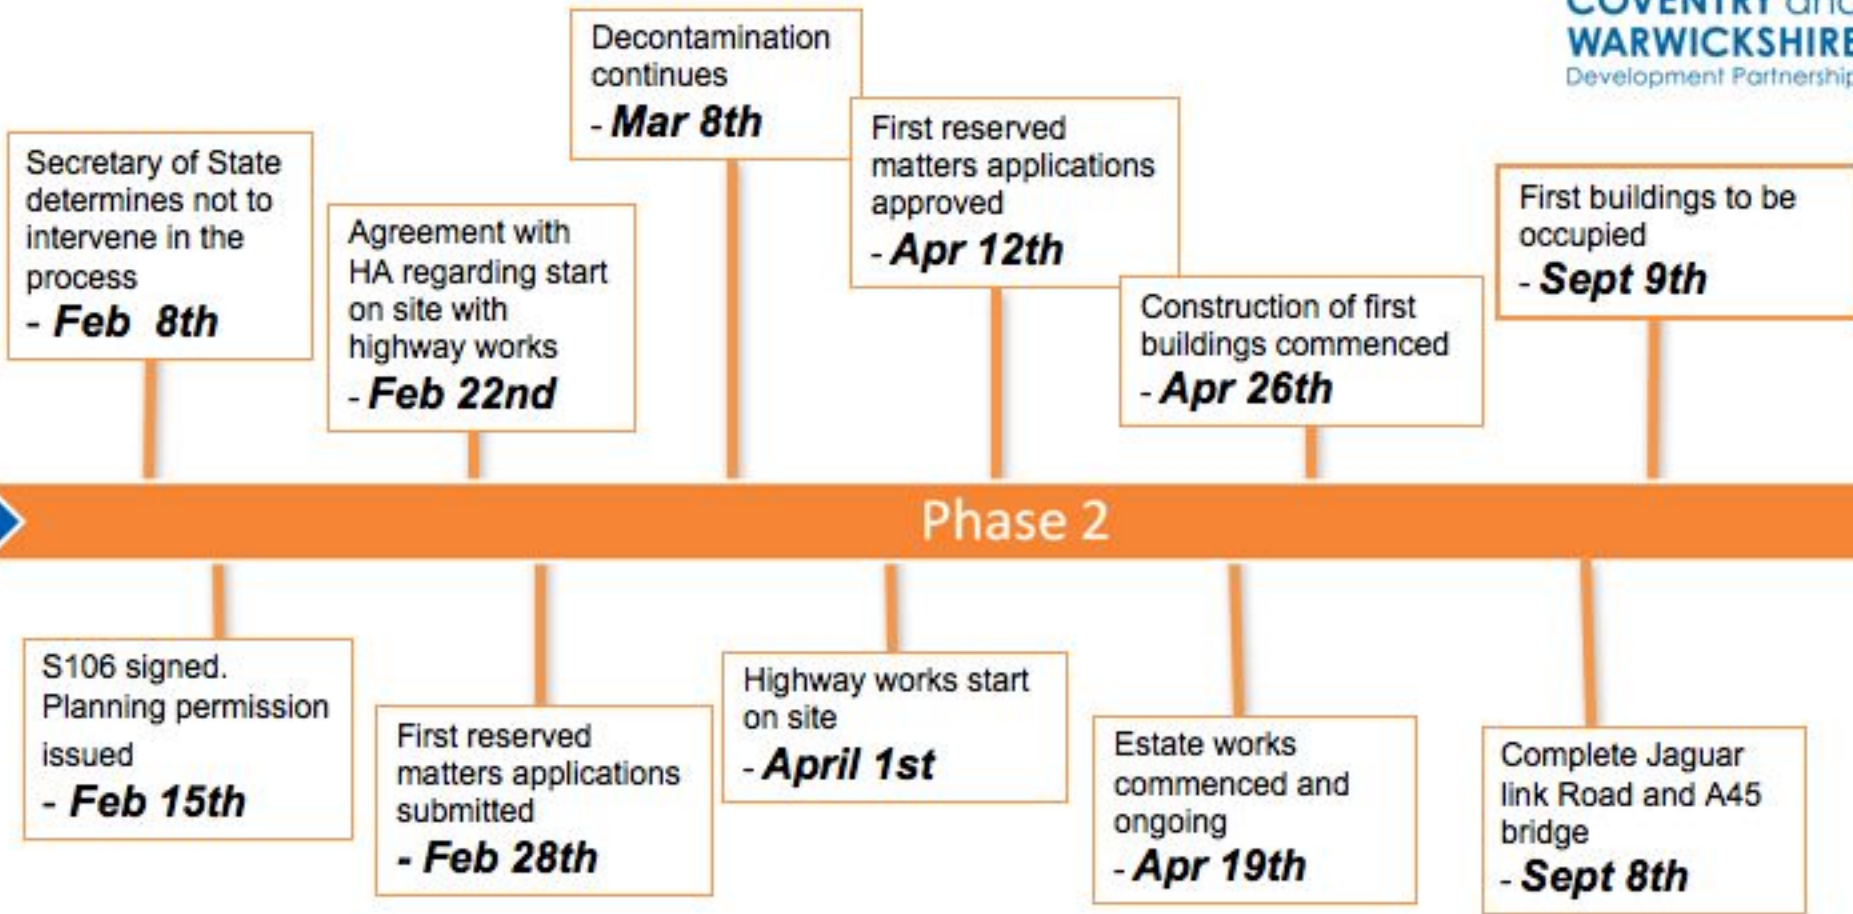 COVENTRY and
WARWICKSHIRE
Development Partnership
Decontamination
continues
- Mar 8th
First reserved
matters applications
approved
- Apr 12th
Secretary of State
determines not to
intervene in the
process
- Feb 8th
Agreement with
HA regarding start
on site with
highway works
- Feb 22nd
Construction of first
buildings commenced
- Apr 26th
First buildings to be
occupied
- Sept 9th
Phase 2
S106 signed.
Planning permission
issued
- Feb 15th
First reserved
matters applications
submitted
- Feb 28th
Highway works start
on site
- April 1st
Estate works
commenced and
ongoing
- Apr 19th
Complete Jaguar
link Road and A45
bridge
- Sept 8th